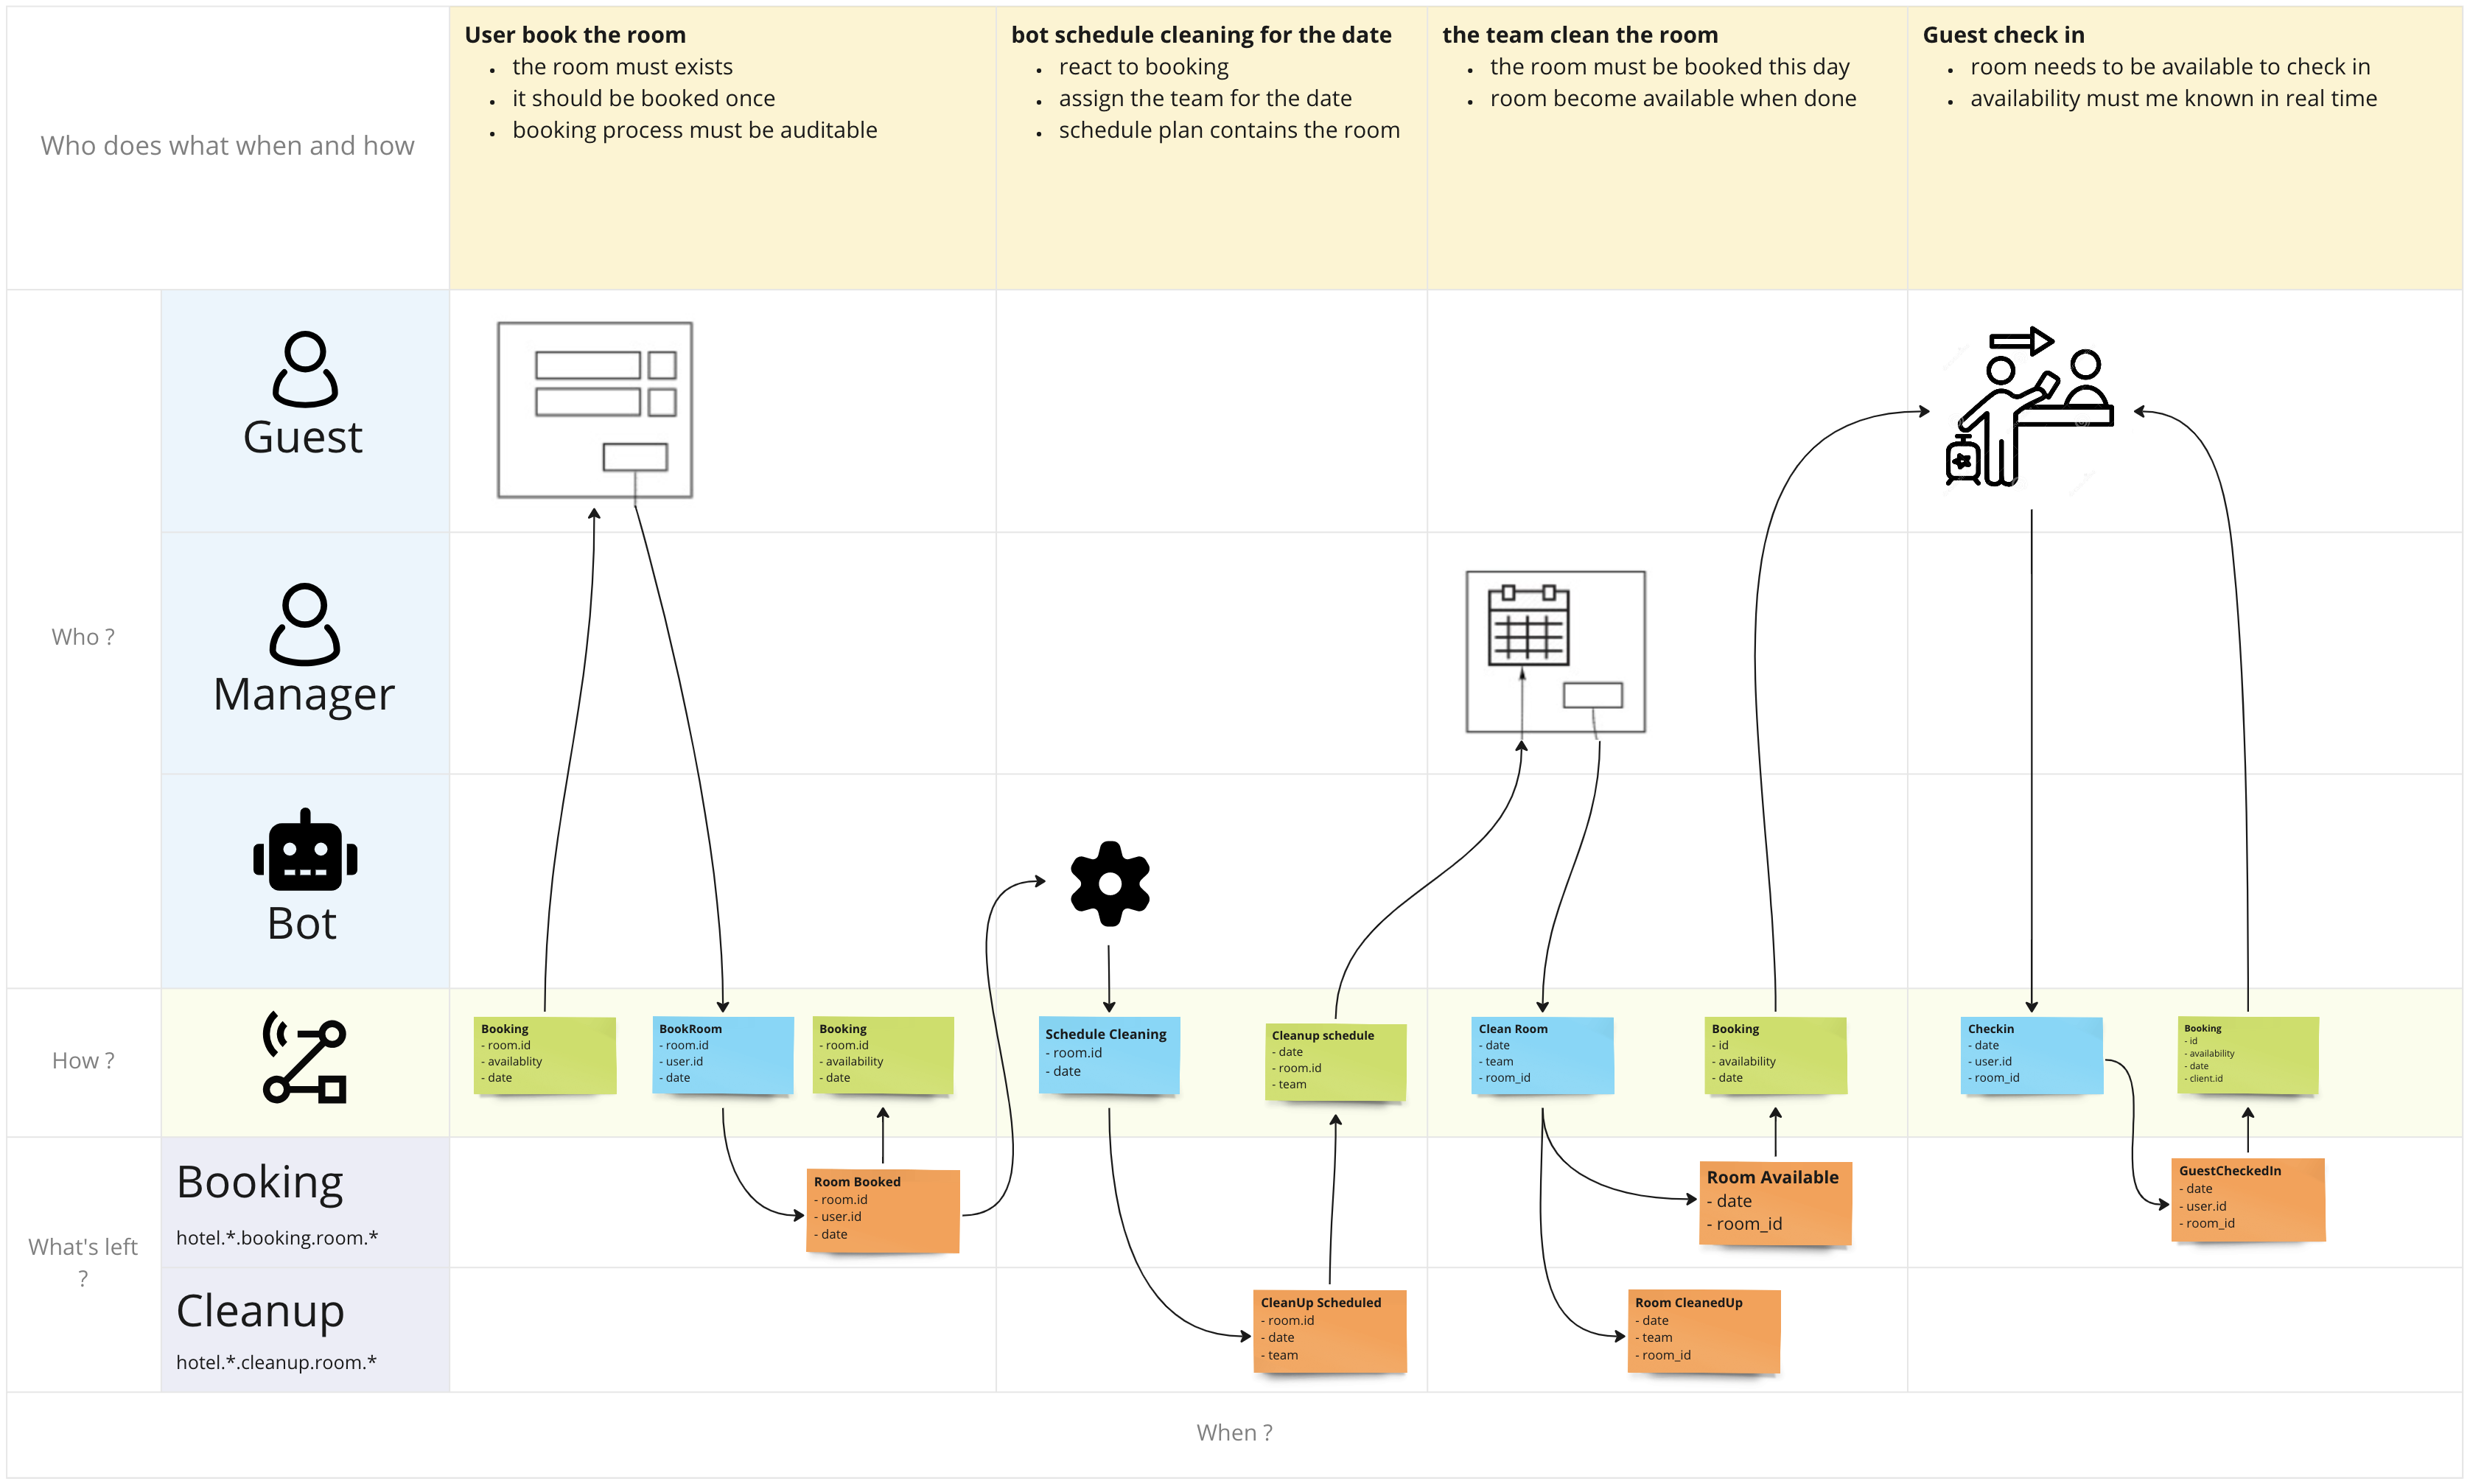 Who does what when and how
User book the room
• the room must exists
• it should be booked once
• booking process must be auditable
bot schedule cleaning for the date
• react to booking
• assign the team for the date
• schedule plan contains the room
the team clean the room
• the room must be booked this day
• room become available when done
Guest check in
• room needs to be available to check in
• availability must me known in real time
Who ?
Guest
Manager
Bot
How ?
Booking
- room.id
- availablity
- date
BookRoom
- room.id
- user.id
- date
Booking
- room.id
- availability
- date
Schedule Cleaning
- room.id
- date
Cleanup schedule
- date
- room.id
- team
Clean Room
- date
- team
- room_id
Booking
- id
- availability
- date
Checkin
- date
- user.id
- room_id
Booking
- id
- availability
- date
- client.id
What's left
?
Booking
hotel.*.booking.room.*
Room Booked
- room.id
- user.id
- date
Room Available
- date
- room_id
GuestCheckedIn
- date
- user.id
- room_id
Cleanup
hotel.*.cleanup.room.*
CleanUp Scheduled
- room.id
- date
- team
Room CleanedUp
- date
- team
- room_id
When ?